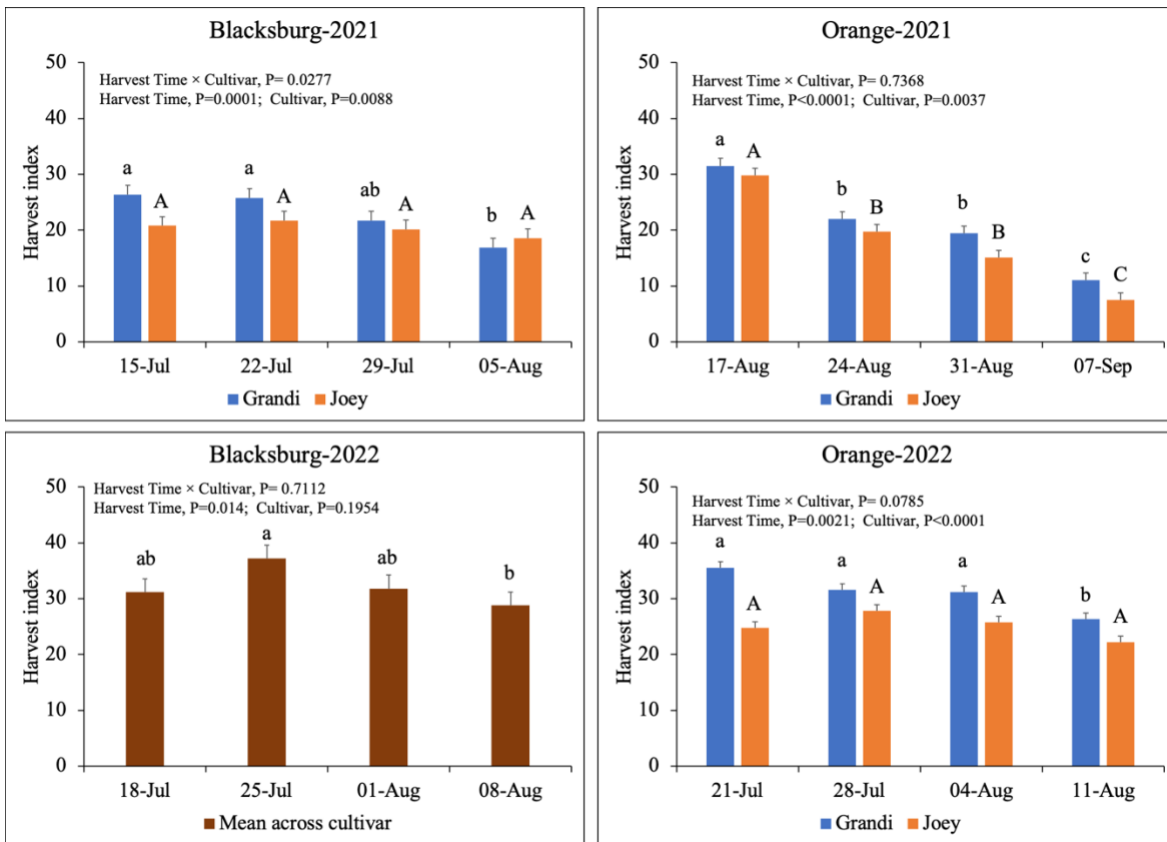 Blacksburg-2021
50
40
30
20
10
0
Harvest index
Harvest Time × Cultivar, P= 0.0277
Harvest Time, P=0.0001; Cultivar, P=0.0088
a A a A ab A b A
15-Jul 22-Jul 29-Jul 05-Aug
Grandi Joey
Orange-2021
50
40
30
20
10
0
Harvest index
Harvest Time × Cultivar, P= 0.7368
Harvest Time, P<0.0001; Cultivar, P=0.0037
a A b B b B c C
17-Aug 24-Aug 31-Aug 07-Sep
Grandi Joey
Blacksburg-2022
50
40
30
20
10
0
Harvest index
Harvest Time × Cultivar, P= 0.7112
Harvest Time, P=0.014; Cultivar, P=0.1954
ab a ab b
18-Jul 25-Jul 01-Aug 08-Aug
Mean across cultivar
Orange-2022
50
40
30
20
10
0
Harvest index
Harvest Time × Cultivar, P= 0.0785
Harvest Time, P=0.0021; Cultivar, P<0.0001
a A a A a A b A
21-Jul 28-Jul 04-Aug 11-Aug
Grandi Joey